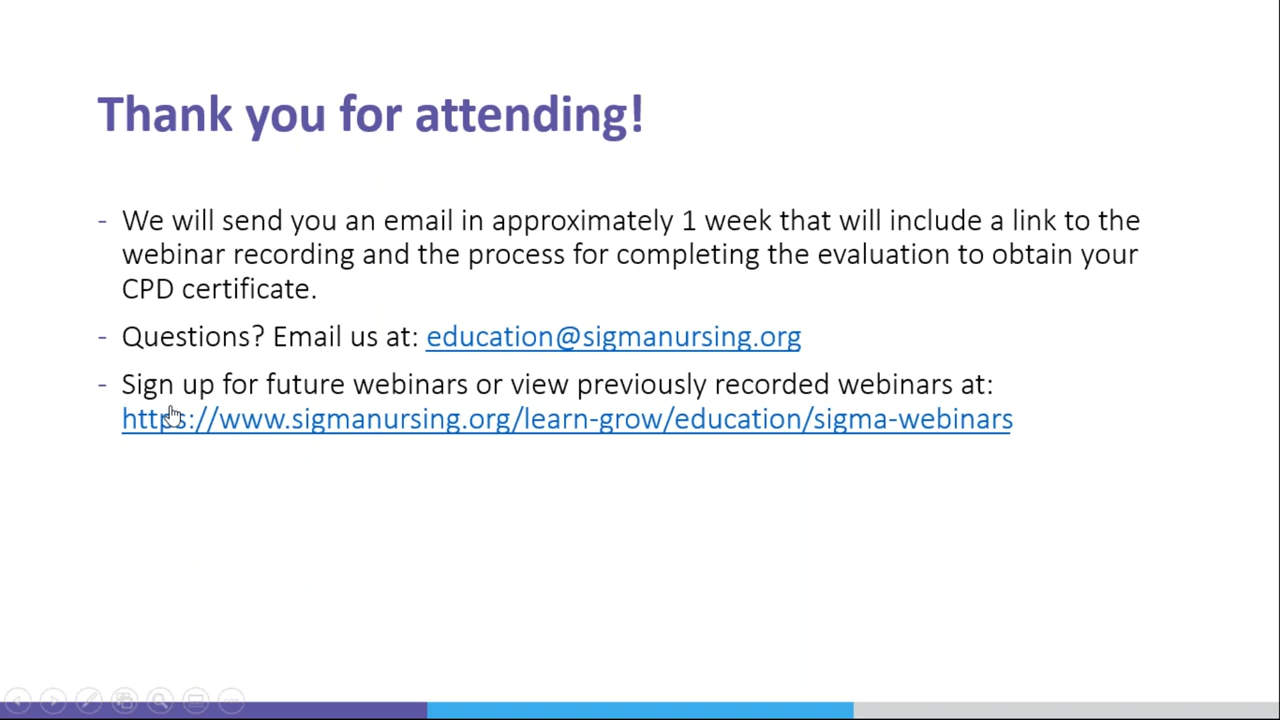 Thank you for attending!
- We will send you an email in approximately 1 week that will include a link to the
webinar recording and the process for completing the evaluation to obtain your
CPD certificate.
- Questions? Email us at: education@sigmanursing.org
- Sign up for future webinars or view previously recorded webinars at:
https://www.sigmanursing.org/learn-grow/education/sigma-webinars